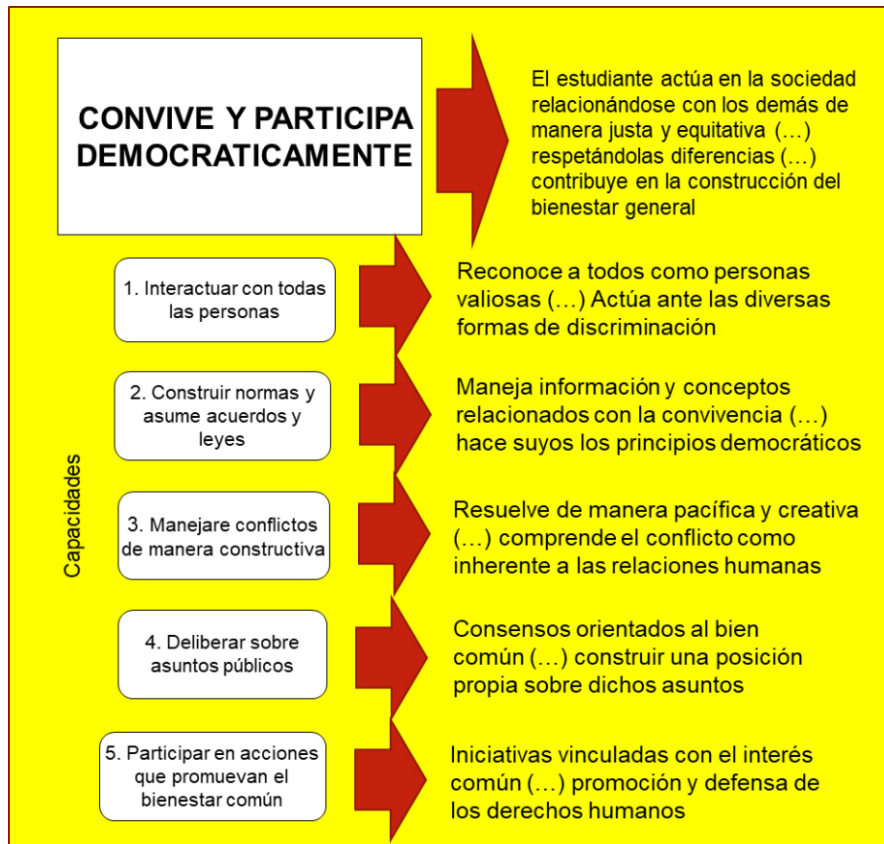 CONVIVE Y PARTICIPA
DEMOCRATICAMENTE
El estudiante actúa en la sociedad
relacionándose con los demás de
manera justa y equitativa (…)
respetándolas diferencias (…)
contribuye en la construcción del
bienestar general
Capacidades
1. Interactuar con todas
las personas
Reconoce a todos como personas
valiosas (…) Actúa ante las diversas
formas de discriminación
2. Construir normas y
asume acuerdos y
leyes
Maneja información y conceptos
relacionados con la convivencia (…)
hace suyos los principios democráticos
3. Manejare conflictos
de manera constructiva
Resuelve de manera pacífica y creativa
(…) comprende el conflicto como
inherente a las relaciones humanas
4. Deliberar sobre
asuntos públicos
Consensos orientados al bien
común (…) construir una posición
propia sobre dichos asuntos
5. Participar en acciones
que promuevan el
bienestar común
Iniciativas vinculadas con el interés
común (…) promoción y defensa de
los derechos humanos